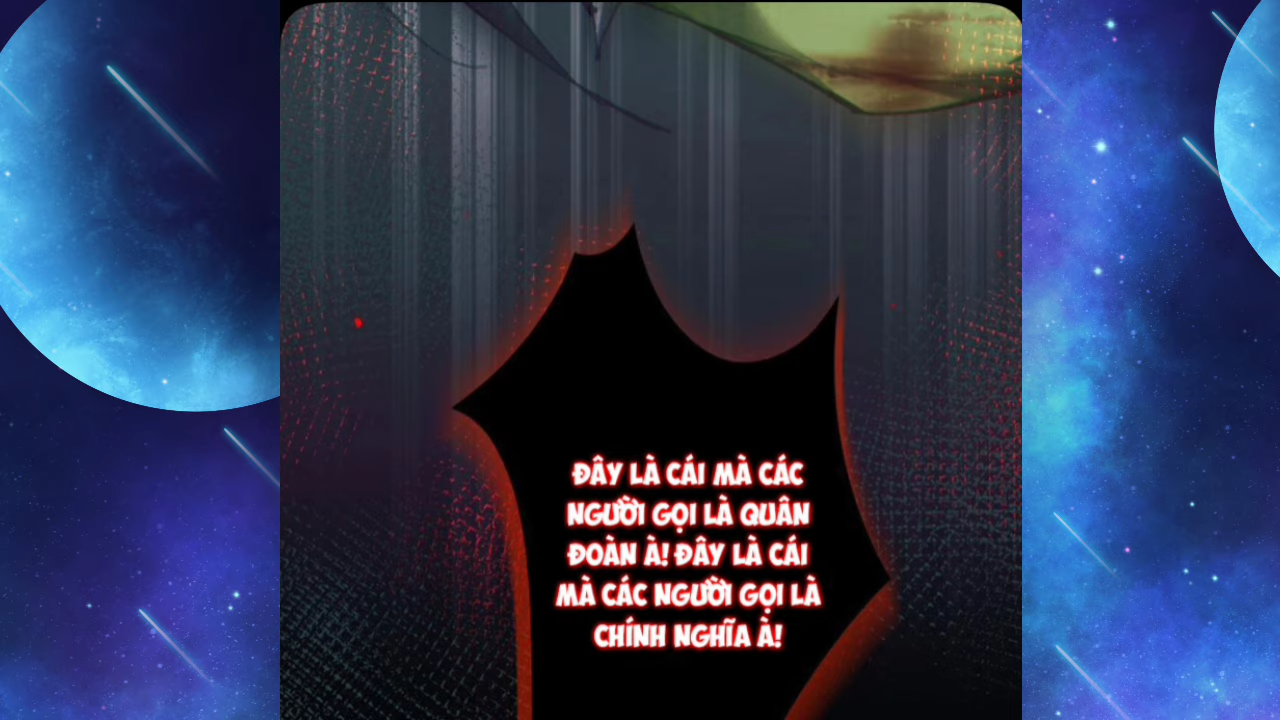 ĐÂY LÀ CÁI MÀ CÁC
NGƯỜI GỌI LÀ QUÂN
ĐOÀN À! ĐÂY LÀ CÁI
MÀ CÁC NGƯỜI GỌI LÀ
CHÍNH NGHĨA À!